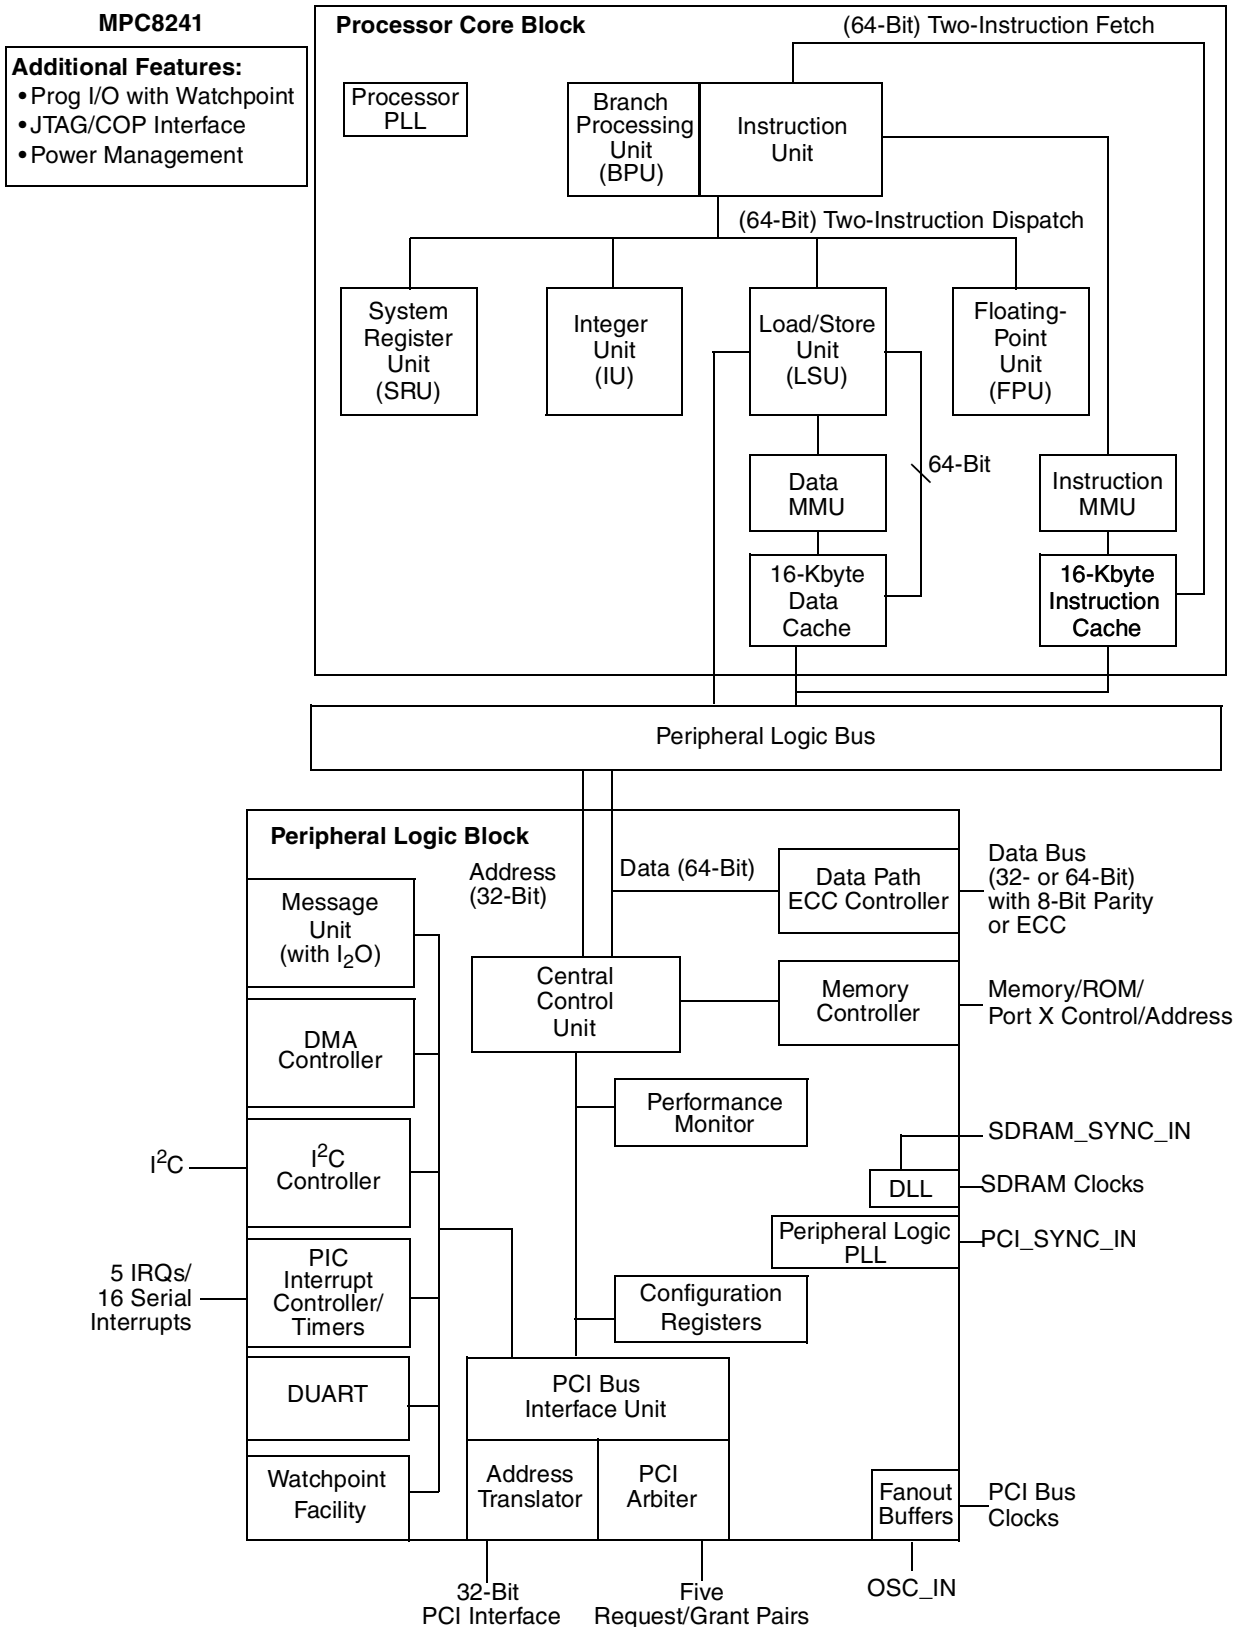 MPC8241
Additional Features:
•Prog I/O with Watchpoint
•JTAG/COP Interface
•Power Management
Processor Core Block
(64-Bit) Two-Instruction Fetch
Processor
PLL
Branch
Processing
Unit
(BPU)
Instruction
Unit
(64-Bit) Two-Instruction Dispatch
System
Register
Unit
(SRU)
Integer
Unit
(IU)
Load/Store
Unit
(LSU)
Floating-
Point
Unit
(FPU)
64-Bit
Data
MMU
Instruction
MMU
16-Kbyte
Data
Cache
16-Kbyte
Instruction
Cache
Peripheral Logic Bus
Peripheral Logic Block
Address
(32-Bit)
Data (64-Bit)
Data Path
ECC Controller
Data Bus
(32- or 64-Bit)
with 8-Bit Parity
or ECC
Message
Unit
(with I2O)
Central
Control
Unit
Memory
Controller
Memory/ROM/
Port X Control/Address
DMA
Controller
Performance
Monitor
SDRAM_SYNC_IN
I2C
I2C
Controller
DLL
SDRAM Clocks
Peripheral Logic
PLL
PCI_SYNC_IN
5 IRQs/
16 Serial
Interrupts
PIC
Interrupt
Controller/
Timers
Configuration
Registers
DUART
PCI Bus
Interface Unit
Watchpoint
Facility
Address
Translator
PCI
Arbiter
Fanout
Buffers
PCI Bus
Clocks
32-Bit
PCI Interface
Five
Request/Grant Pairs
OSC_IN